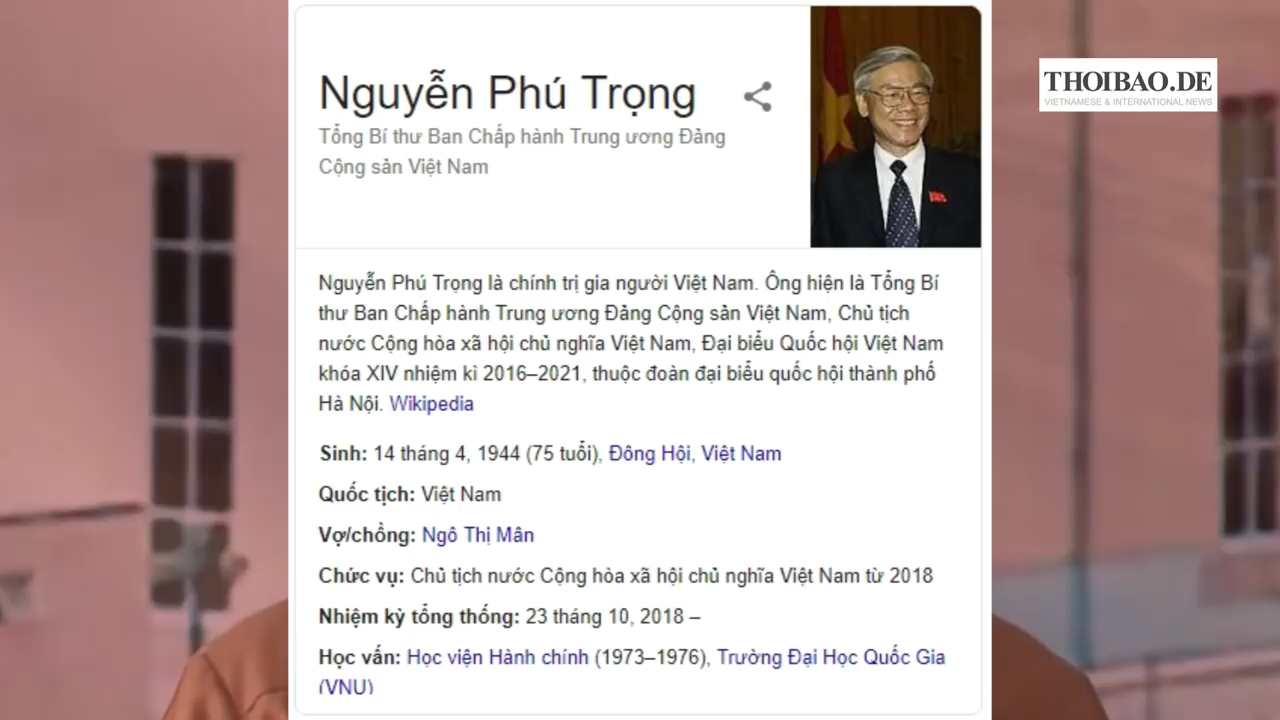 THOIBAO.DE
VIETNAMESE & INTERNATIONAL NEWS
Nguyễn Phú Trọng
Tổng Bí thư Ban Chấp hành Trung ương Đảng
Cộng sản Việt Nam
Nguyễn Phú Trọng là chính trị gia người Việt Nam. Ông hiện là Tổng Bí
thư Ban Chấp hành Trung ương Đảng Cộng sản Việt Nam, Chủ tịch
nước Cộng hòa xã hội chủ nghĩa Việt Nam, Đại biểu Quốc hội Việt Nam
khóa XIV nhiệm kì 2016–2021, thuộc đoàn đại biểu quốc hội thành phố
Hà Nội. Wikipedia
Sinh: 14 tháng 4, 1944 (75 tuổi), Đông Hội, Việt Nam
Quốc tịch: Việt Nam
Vợ/chồng: Ngô Thị Mân
Chức vụ: Chủ tịch nước Cộng hòa xã hội chủ nghĩa Việt Nam từ 2018
Nhiệm kỳ tổng thống: 23 tháng 10, 2018 –
Học vấn: Học viện Hành chính (1973–1976), Trường Đại Học Quốc Gia
(VNU)